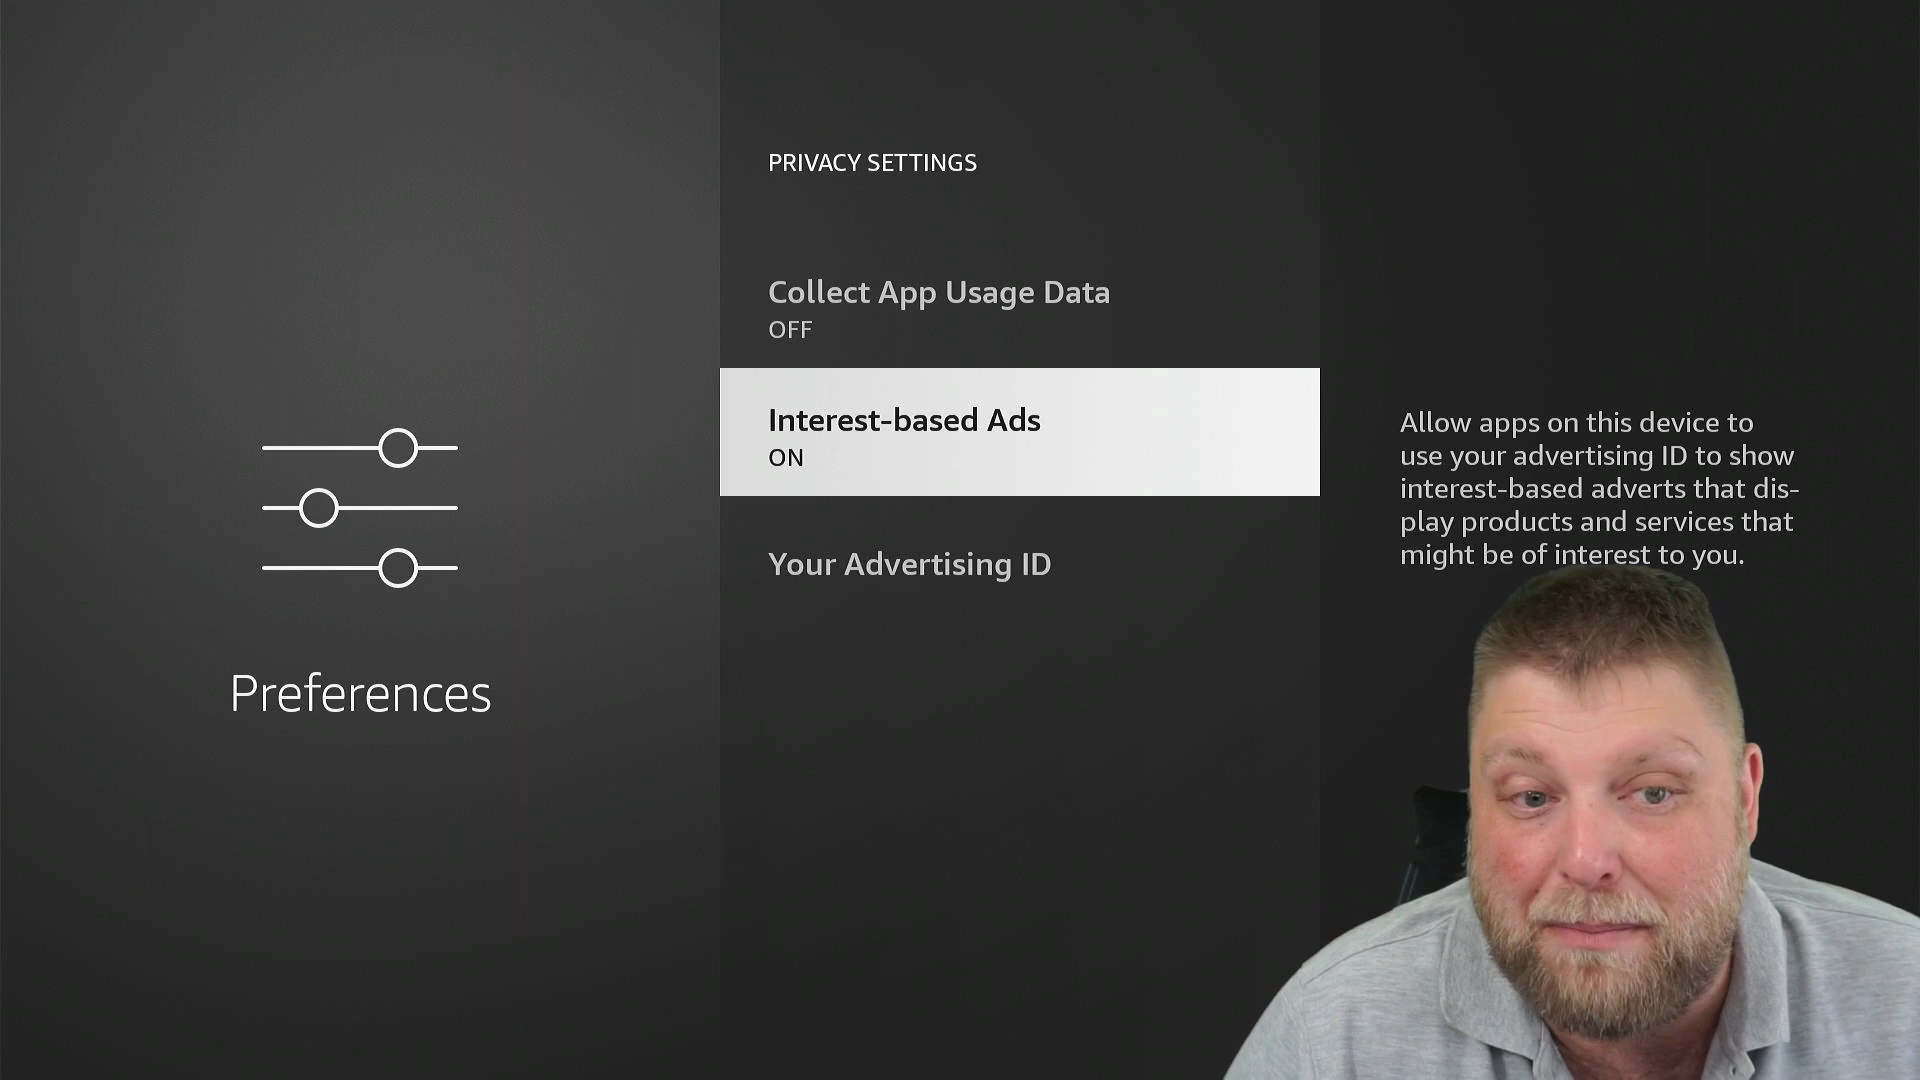 PRIVACY SETTINGS
Collect App Usage Data
OFF
Interest-based Ads
ON
Your Advertising ID
Preferences
Allow apps on this device to
use your advertising ID to show
interest-based adverts that dis-
play products and services that
might be of interest to you.